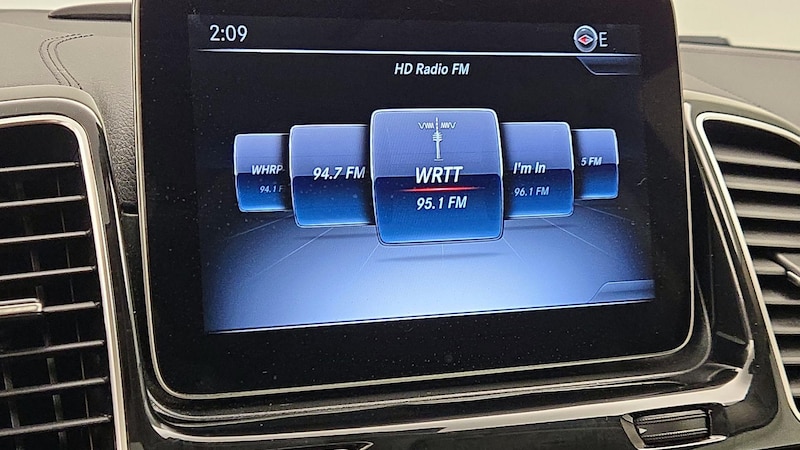 2:09
E
HD Radio FM
WHRP
94.1 F
94.7 FM
WRTT
95.1 FM
I'm In
96.1 FM
5 FM